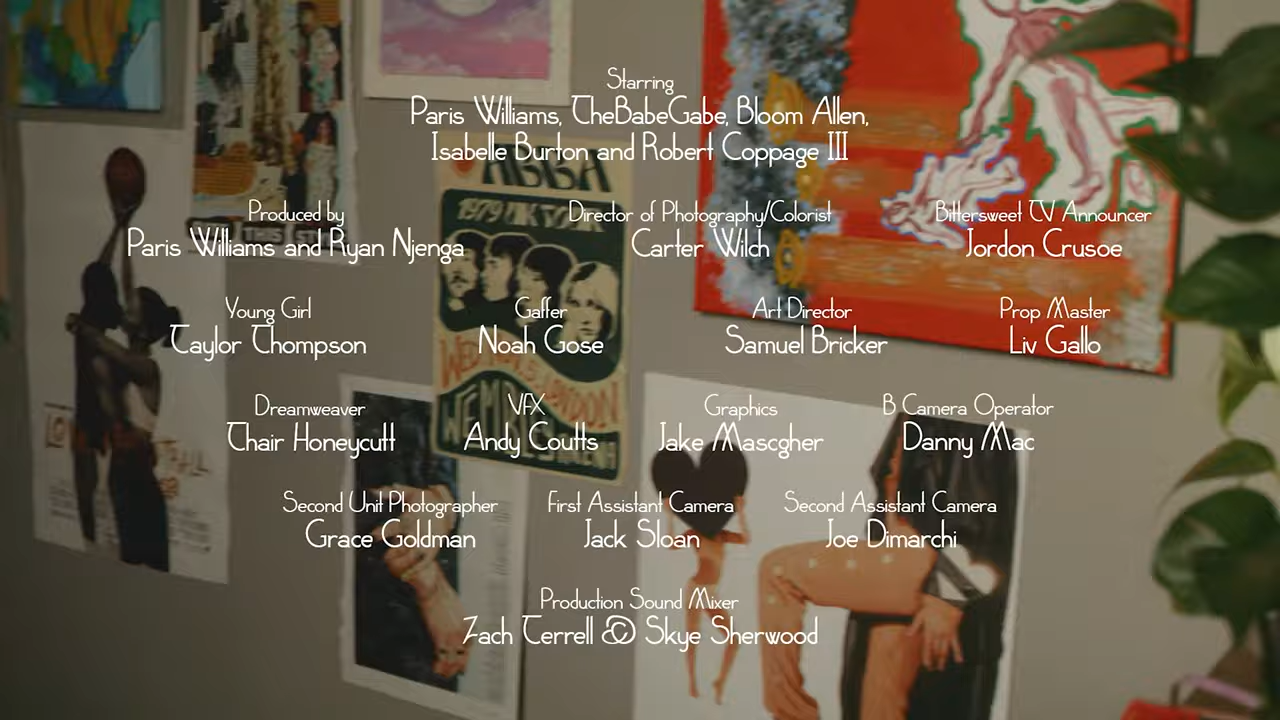 Starring
Paris Williams, TheBabeGabe, Bloom Allen,
Isabelle Burton and Robert Coppage III
Produced by
Paris Williams and Ryan Njenga
Director of Photography/Colorist
Carter Wilch
Bittersweet TV Announcer
Jordon Crusoe
Young Girl
Taylor Thompson
Gaffer
Noah Gose
Art Director
Samuel Bricker
Prop Master
Liv Gallo
Dreamweaver
Thair Honeycutt
VFX
Andy Coutts
Graphics
Jake Mascgher
B Camera Operator
Danny Mac
Second Unit Photographer
Grace Goldman
First Assistant Camera
Jack Sloan
Second Assistant Camera
Joe Dimarchi
Production Sound Mixer
Zach Terrell & Skye Sherwood
ABBA
1979